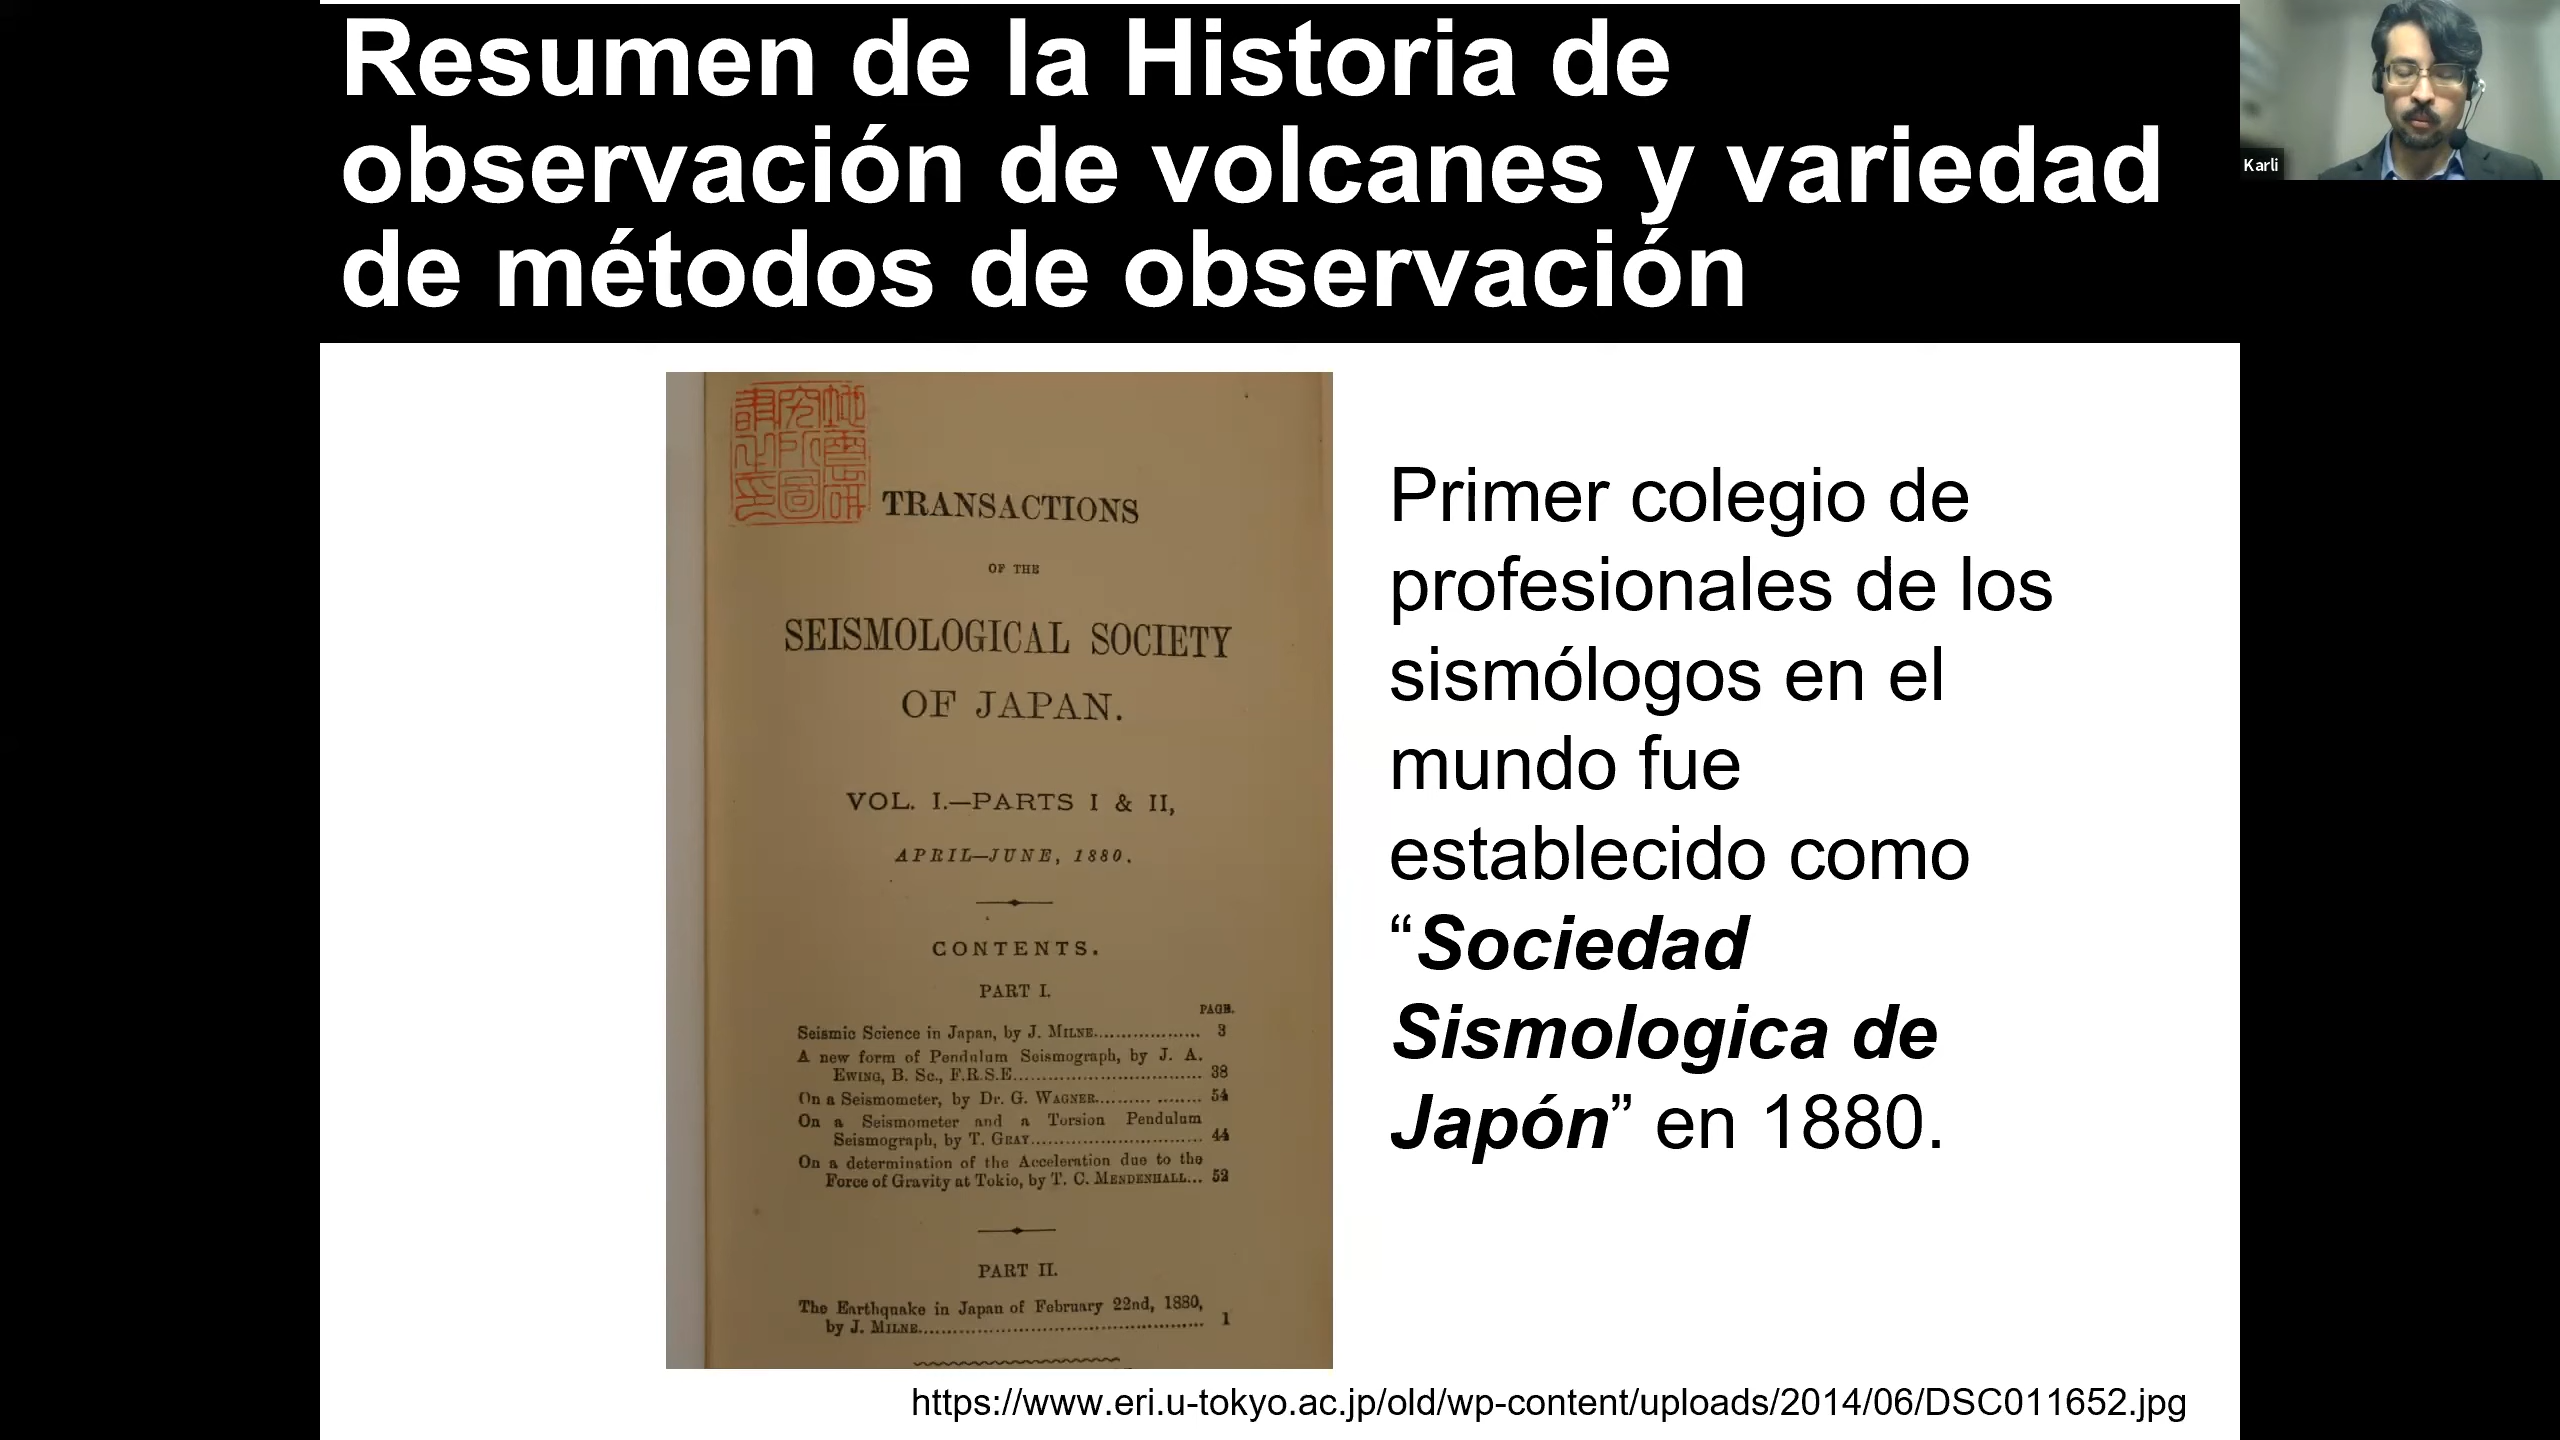 Resumen de la Historia de
observación de volcanes y variedad
de métodos de observación
Karli
TRANSACTIONS
OF THE
SEISMOLOGICAL SOCIETY
OF JAPAN.
VOL. I.—PARTS I & II,
APRIL—JUNE, 1880.
CONTENTS.
PART I.
PAGE.
Seismic Science in Japan, by J. MILNE.................. 3
A new form of Pendulum Seismograph, by J. A.
EWING, B. Sc., F.R.S.E................................ 38
On a Seismometer, by Dr. G. WAGNER.......... ........ 54
On a Seismometer and a Torsion Pendulum
Seismograph, by T. GRAY............................. 44
On a determination of the Acceleration due to the
Force of Gravity at Tokio, by T. C. MENDENHALL... 52
PART II.
The Earthquake in Japan of February 22nd, 1880,
by J. MILNE................................................ 1
Primer colegio de
profesionales de los
sismólogos en el
mundo fue
establecido como
“Sociedad
Sismologica de
Japón” en 1880.
https://www.eri.u-tokyo.ac.jp/old/wp-content/uploads/2014/06/DSC011652.jpg